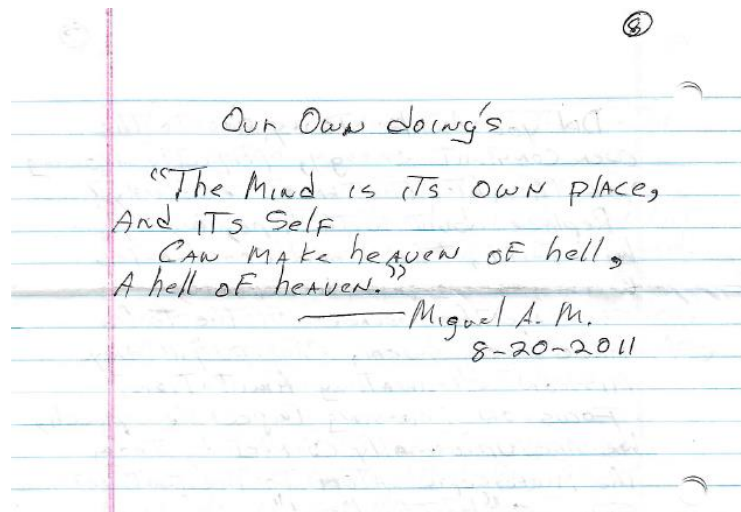 8
Our Own doing's
“The Mind is iTs OWN plAce,
And iTs Self
CAN MAke heAven OF hell,
A hell OF heAven.”
—Miguel A. M.
8-20-2011